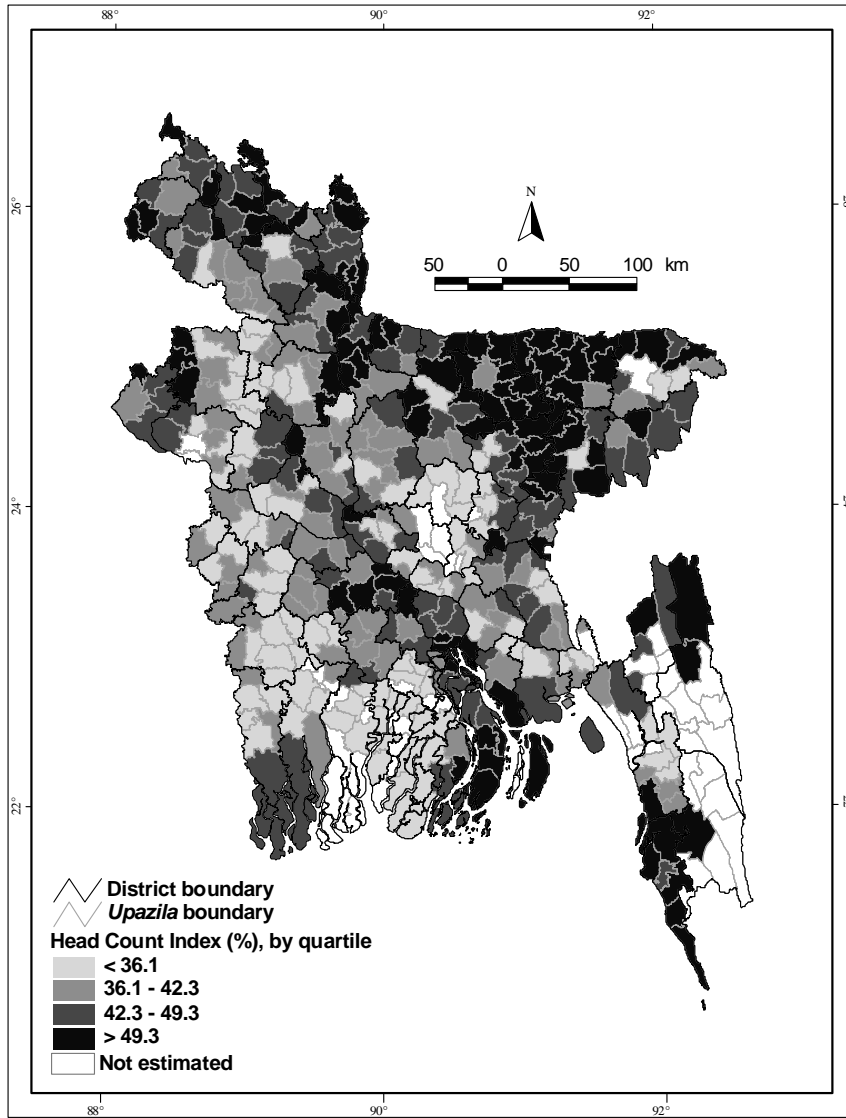 88° 90° 92°
26°
N
50 0 50 100 km
24°
22°
District boundary
Upazila boundary
Head Count Index (%), by quartile
< 36.1
36.1 - 42.3
42.3 - 49.3
> 49.3
Not estimated
88° 90° 92°